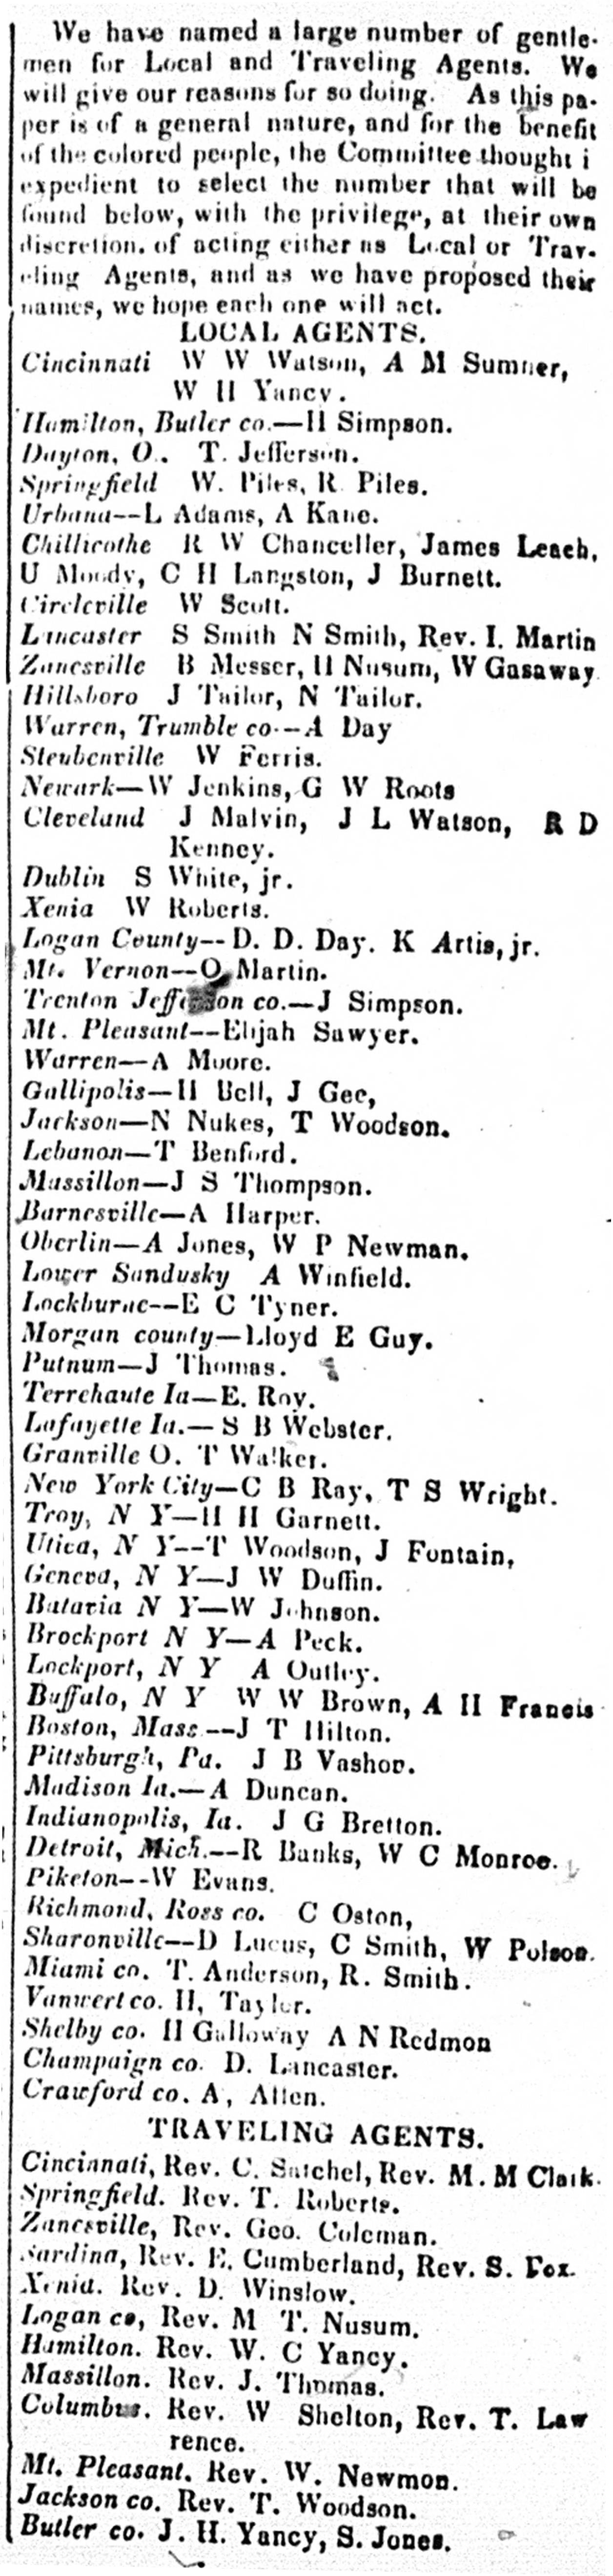 We have named a large number of gentle-
men for Local and Traveling Agents. We
will give our reasons for so doing. As this pa-
per is of a general nature, and for the benefit
of the colored people, the Committee thought i
expedient to select the number that will be
found below, with the privilege, at their own
discretion, of acting either as Local or Trav-
eling Agents, and as we have proposed their
names, we hope each one will act.
LOCAL AGENTS.
Cincinnati W W Watson, A M Sumner,
W H Yancy.
Hamilton, Butler co.—H Simpson.
Dayton, O.. T. Jefferson.
Springfield W. Piles, R Piles.
Urbana--L Adams, A Kane.
Chillicothe R W Chanceller, James Leach,
U Moody, C H Langston, J Burnett.
Circleville W Scott.
Lancaster S Smith N Smith, Rev. I. Martin
Zanesville B Messer, H Nusum, W Gasaway
Hillsboro J Tailor, N Tailor.
Warren, Trumble co--A Day
Steubenville W Ferris.
Newark—W Jenkins, G W Roots
Cleveland J Malvin, J L Watson, R D
Kenney.
Dublin S White, jr.
Xenia W Roberts.
Logan County--D. D. Day. K Artis, jr.
Mt. Vernon--O Martin.
Trenton Jefferson co.—J Simpson.
Mt. Pleasant--Elijah Sawyer.
Warren—A Moore.
Gallipolis—H Bell, J Gee,
Jackson—N Nukes, T Woodson.
Lebanon—T Benford.
Massillon—J S Thompson.
Barnesville—A Harper.
Oberlin—A Jones, W P Newman.
Lower Sandusky A Winfield.
Lockburne--E C Tyner.
Morgan county—Lloyd E Guy.
Putnum—J Thomas.
Terrehaute Ia—E. Roy.
Lafayette Ia.—S B Webster.
Granville O. T Walker.
New York City—C B Ray, T S Wright.
Troy, N Y—H H Garnett.
Utica, N Y--T Woodson, J Fontain,
Geneva, N Y—J W Duffin.
Batavia N Y—W Johnson.
Brockport N Y—A Peck.
Lockport, N Y A Outley.
Buffalo, N Y W W Brown, A H Francis
Boston, Mass--J T Hilton.
Pittsburgh, Pa. J B Vashon.
Madison Ia.—A Duncan.
Indianopolis, Ia. J G Bretton.
Detroit, Mich.--R Banks, W C Monroe.
Piketon--W Evans.
Richmond, Ross co. C Oston,
Sharonville--D Lucus, C Smith, W Polson.
Miami co. T. Anderson, R. Smith.
Vanwert co. H, Taylor.
Shelby co. H Galloway A N Redmon
Champaign co. D. Lancaster.
Crawford co. A, Allen.
TRAVELING AGENTS.
Cincinnati, Rev. C. Satchel, Rev. M. M Clark.
Springfield. Rev. T. Roberts.
Zanesville, Rev. Geo. Coleman.
Sardina, Rev. E. Cumberland, Rev. S. Fox.
Xenia. Rev. D. Winslow.
Logan co, Rev. M T. Nusum.
Hamilton. Rev. W. C Yancy.
Massillon. Rev. J. Thomas.
Columbus. Rev. W Shelton, Rev. T. Law
rence.
Mt. Pleasant. Rev. W. Newmon.
Jackson co. Rev. T. Woodson.
Butler co. J. H. Yancy, S. Jones.